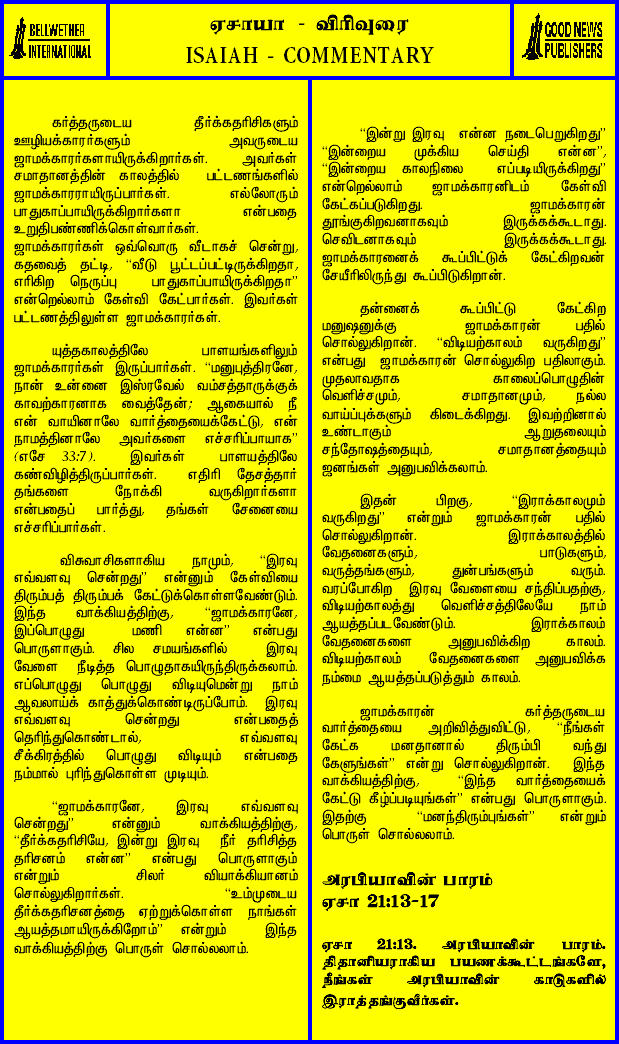 BELLWETHER
INTERNATIONAL
ஏசாயா - விரிவுரை
ISAIAH - COMMENTARY
GOOD NEWS
PUBLISHERS
கர்த்தருடைய தீர்க்கதரிசிகளும்
ஊழியக்காரர்களும் அவருடைய
ஜாமக்காரர்களாயிருக்கிறார்கள். அவர்கள்
சமாதானத்தின் காலத்தில் பட்டணங்களில்
ஜாமக்காரராயிருப்பார்கள். எல்லோரும்
பாதுகாப்பாயிருக்கிறார்களா என்பதை
உறுதிபண்ணிக்கொள்வார்கள்.
ஜாமக்காரர்கள் ஒவ்வொரு வீடாகச் சென்று,
கதவைத் தட்டி, “வீடு பூட்டப்பட்டிருக்கிறதா,
எரிகிற நெருப்பு பாதுகாப்பாயிருக்கிறதா”
என்றெல்லாம் கேள்வி கேட்பார்கள். இவர்கள்
பட்டணத்திலுள்ள ஜாமக்காரர்கள்.
யுத்தகாலத்திலே பாளயங்களிலும்
ஜாமக்காரர்கள் இருப்பார்கள். “மனுபுத்திரனே,
நான் உன்னை இஸ்ரவேல் வம்சத்தாருக்குக்
காவற்காரனாக வைத்தேன்; ஆகையால் நீ
என் வாயினாலே வார்த்தையைக்கேட்டு, என்
நாமத்தினாலே அவர்களை எச்சரிப்பாயாக”
(எசே 33:7). இவர்கள் பாளயத்திலே
கண்விழித்திருப்பார்கள். எதிரி தேசத்தார்
தங்களை நோக்கி வருகிறார்களா
என்பதைப் பார்த்து, தங்கள் சேனையை
எச்சரிப்பார்கள்.
விசுவாசிகளாகிய நாமும், “இரவு
எவ்வளவு சென்றது” என்னும் கேள்வியை
திரும்பத் திரும்பக் கேட்டுக்கொள்ளவேண்டும்.
இந்த வாக்கியத்திற்கு, “ஜாமக்காரனே,
இப்பொழுது மணி என்ன” என்பது
பொருளாகும். சில சமயங்களில் இரவு
வேளை நீடித்த பொழுதாகயிருந்திருக்கலாம்.
எப்பொழுது பொழுது விடியுமென்று நாம்
ஆவலாய்க் காத்துக்கொண்டிருப்போம். இரவு
எவ்வளவு சென்றது என்பதைத்
தெரிந்துகொண்டால், எவ்வளவு
சீக்கிரத்தில் பொழுது விடியும் என்பதை
நம்மால் புரிந்துகொள்ள முடியும்.
“ஜாமக்காரனே, இரவு எவ்வளவு
சென்றது” என்னும் வாக்கியத்திற்கு,
“தீர்க்கதரிசியே, இன்று இரவு நீர் தரிசித்த
தரிசனம் என்ன” என்பது பொருளாகும்
என்றும் சிலர் வியாக்கியானம்
சொல்லுகிறார்கள். “உம்முடைய
தீர்க்கதரிசனத்தை ஏற்றுக்கொள்ள நாங்கள்
ஆயத்தமாயிருக்கிறோம்” என்றும் இந்த
வாக்கியத்திற்கு பொருள் சொல்லலாம்.
“இன்று இரவு என்ன நடைபெறுகிறது”
“இன்றைய முக்கிய செய்தி என்ன”,
“இன்றைய காலநிலை எப்படியிருக்கிறது”
என்றெல்லாம் ஜாமக்காரனிடம் கேள்வி
கேட்கப்படுகிறது. ஜாமக்காரன்
தூங்குகிறவனாகவும் இருக்கக்கூடாது.
செவிடனாகவும் இருக்கக்கூடாது.
ஜாமக்காரனைக் கூப்பிட்டுக் கேட்கிறவன்
சேயீரிலிருந்து கூப்பிடுகிறான்.
தன்னைக் கூப்பிட்டு கேட்கிற
மனுஷனுக்கு ஜாமக்காரன் பதில்
சொல்லுகிறான். “விடியற்காலம் வருகிறது”
என்பது ஜாமக்காரன் சொல்லுகிற பதிலாகும்.
முதலாவதாக காலைப்பொழுதின்
வெளிச்சமும், சமாதானமும், நல்ல
வாய்ப்புக்களும் கிடைக்கிறது. இவற்றினால்
உண்டாகும் ஆறுதலையும்
சந்தோஷத்தையும், சமாதானத்தையும்
ஜனங்கள் அனுபவிக்கலாம்.
இதன் பிறகு, “இராக்காலமும்
வருகிறது” என்றும் ஜாமக்காரன் பதில்
சொல்லுகிறான். இராக்காலத்தில்
வேதனைகளும், பாடுகளும்,
வருத்தங்களும், துன்பங்களும் வரும்.
வரப்போகிற இரவு வேளையை சந்திப்பதற்கு,
விடியற்காலத்து வெளிச்சத்திலேயே நாம்
ஆயத்தப்படவேண்டும். இராக்காலம்
வேதனைகளை அனுபவிக்கிற காலம்.
விடியற்காலம் வேதனைகளை அனுபவிக்க
நம்மை ஆயத்தப்படுத்தும் காலம்.
ஜாமக்காரன் கர்த்தருடைய
வார்த்தையை அறிவித்துவிட்டு, “நீங்கள்
கேட்க மனதானால் திரும்பி வந்து
கேளுங்கள்” என்று சொல்லுகிறான். இந்த
வாக்கியத்திற்கு, “இந்த வார்த்தையைக்
கேட்டு கீழ்ப்படியுங்கள்” என்பது பொருளாகும்.
இதற்கு “மனந்திரும்புங்கள்” என்றும்
பொருள் சொல்லலாம்.
அரபியாவின் பாரம்
ஏசா 21:13-17
ஏசா 21:13. அரபியாவின் பாரம்.
திதானியராகிய பயணக்கூட்டங்களே,
நீங்கள் அரபியாவின் காடுகளில்
இராத்தங்குவீர்கள்.